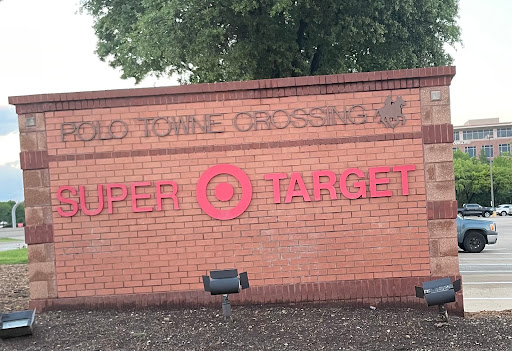 POLO TOWNE CROSSING
SUPER TARGET